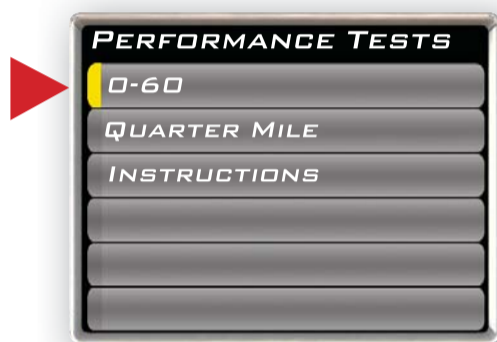 PERFORMANCE TESTS
0-60
QUARTER MILE
INSTRUCTIONS